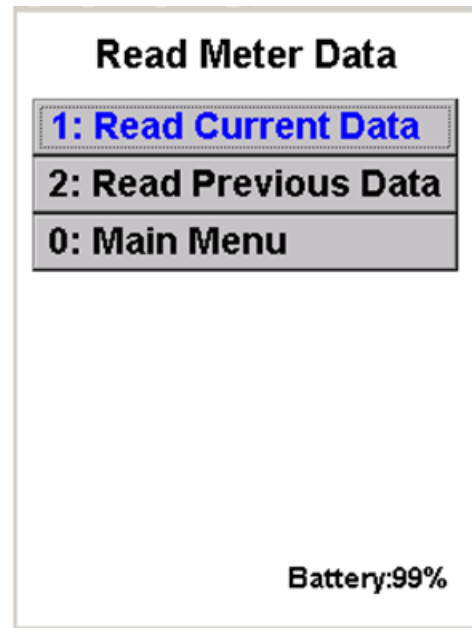 Read Meter Data
1: Read Current Data
2: Read Previous Data
0: Main Menu
Battery:99%